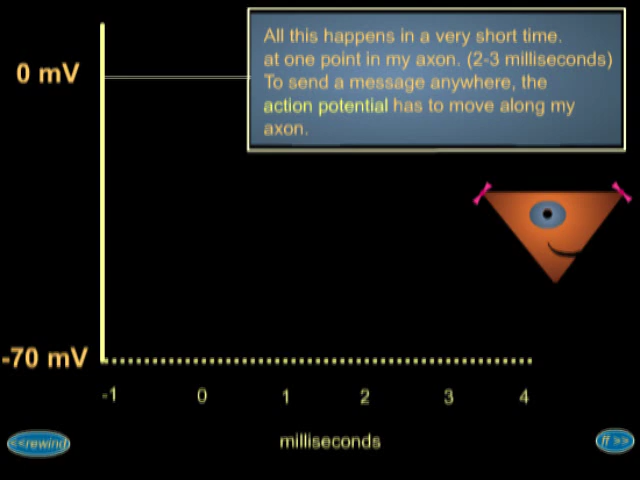 All this happens in a very short time.
at one point in my axon. (2-3 milliseconds)
To send a message anywhere, the
action potential has to move along my
axon.
0 mV
-70 mV
-1 0 1 2 3 4
milliseconds
<<rewind
ff >>